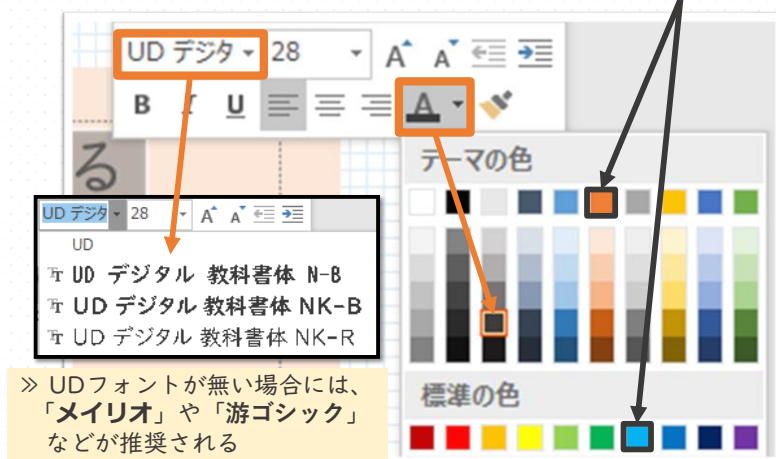 UD デジタ 28 A A
B I U A
テーマの色
る
UD デジタ 28 A A
UD
UD デジタル 教科書体 N-B
UD デジタル 教科書体 NK-B
UD デジタル 教科書体 NK-R
標準の色
≫ UDフォントが無い場合には、
「メイリオ」や「游ゴシック」
などが推奨される